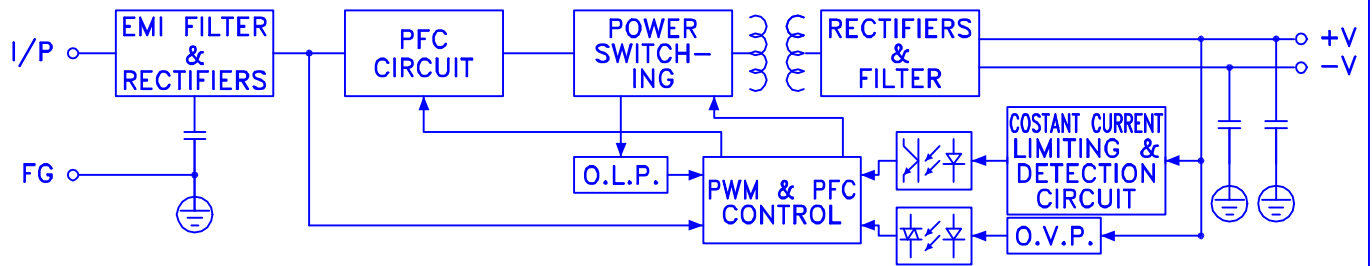 I/P
EMI FILTER
&
RECTIFIERS
PFC
CIRCUIT
POWER
SWITCH-
ING
RECTIFIERS
&
FILTER
+V
-V
FG
O.L.P.
PWM & PFC
CONTROL
COSTANT CURRENT
LIMITING &
DETECTION
CIRCUIT
O.V.P.